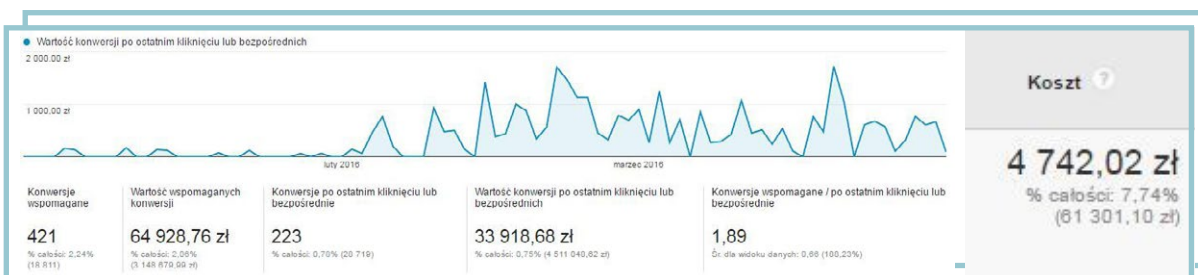 Wartość konwersji po ostatnim kliknięciu lub bezpośrednich
2 000,00 zł
1 000,00 zł
luty 2016
marzec 2016
Konwersje wspomagane
421
% całości: 2,24% (18 811)
Wartość wspomaganych konwersji
64 928,76 zł
% całości: 2,06% (3 148 679,99 zł)
Konwersje po ostatnim kliknięciu lub bezpośrednie
223
% całości: 0,78% (28 719)
Wartość konwersji po ostatnim kliknięciu lub bezpośrednich
33 918,68 zł
% całości: 0,75% (4 511 040,62 zł)
Konwersje wspomagane / po ostatnim kliknięciu lub bezpośrednie
1,89
Śr. dla widoku danych: 0,66 (188,23%)
Koszt ?
4 742,02 zł
% całości: 7,74%
(61 301,10 zł)